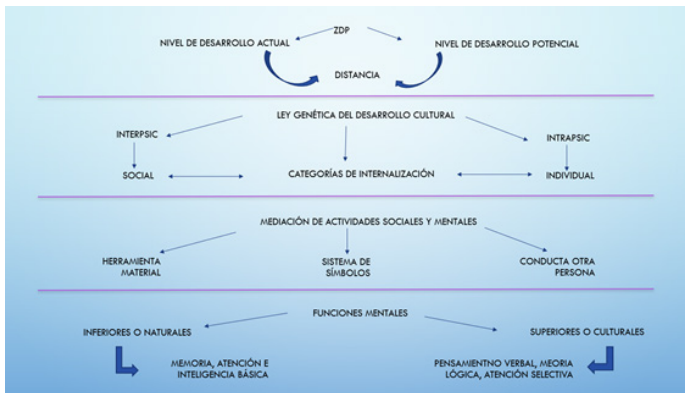 ZDP
NIVEL DE DESARROLLO ACTUAL
NIVEL DE DESARROLLO POTENCIAL
DISTANCIA
LEY GENÉTICA DEL DESARROLLO CULTURAL
INTERPSIC
INTRAPSIC
SOCIAL
CATEGORÍAS DE INTERNALIZACIÓN
INDIVIDUAL
MEDIACIÓN DE ACTIVIDADES SOCIALES Y MENTALES
HERRAMIENTA
MATERIAL
SISTEMA DE
SÍMBOLOS
CONDUCTA OTRA
PERSONA
FUNCIONES MENTALES
INFERIORES O NATURALES
SUPERIORES O CULTURALES
MEMORIA, ATENCIÓN E
INTELIGENCIA BÁSICA
PENSAMIENTNO VERBAL, MEORIA
LÓGICA, ATENCIÓN SELECTIVA